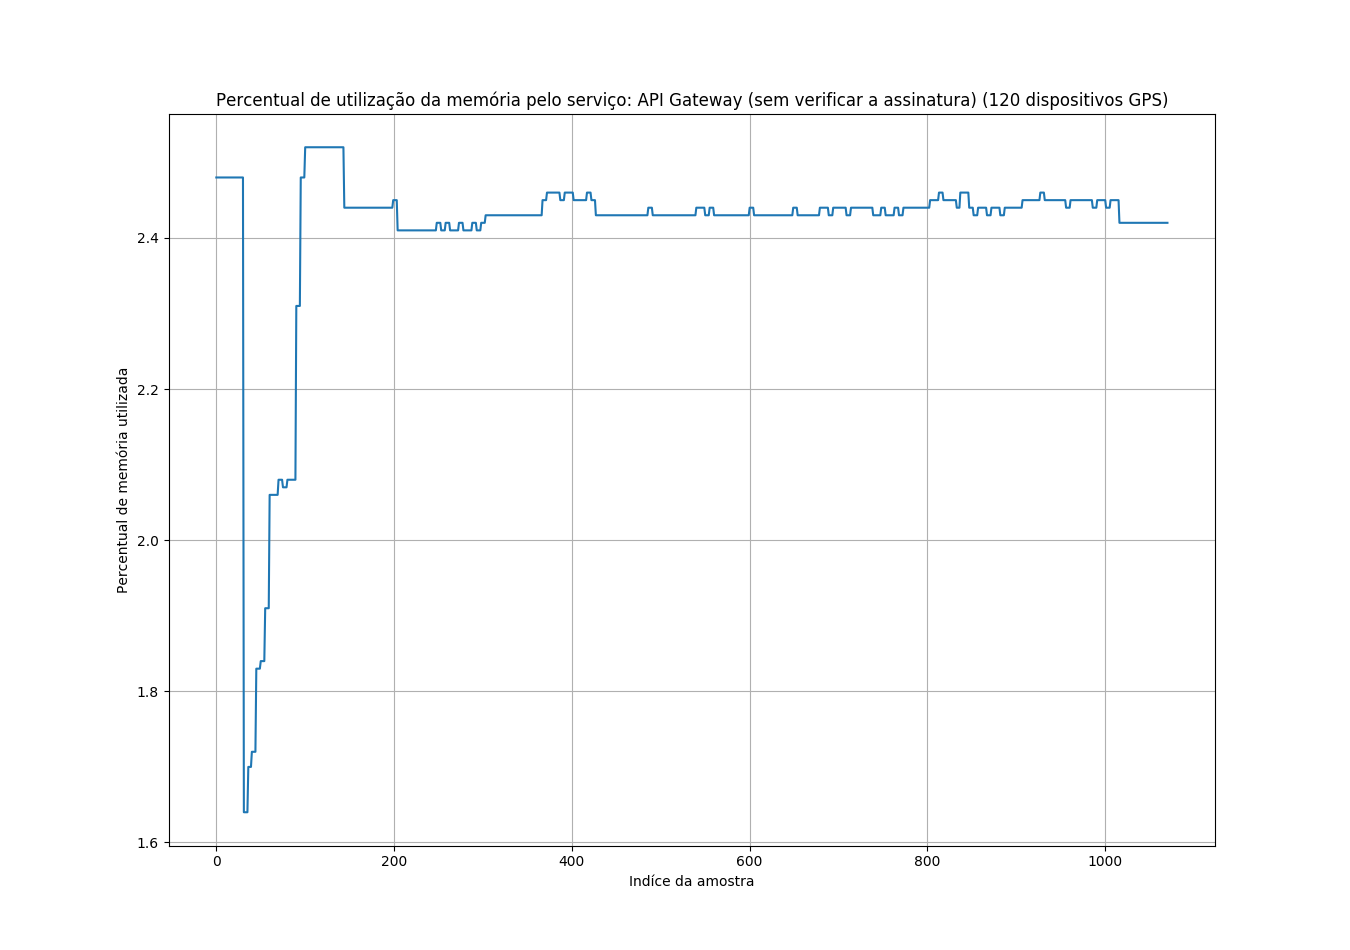 Percentual de utilização da memória pelo serviço: API Gateway (sem verificar a assinatura) (120 dispositivos GPS)
2.4
2.2
2.0
1.8
1.6
Percentual de memória utilizada
0 200 400 600 800 1000
Indíce da amostra